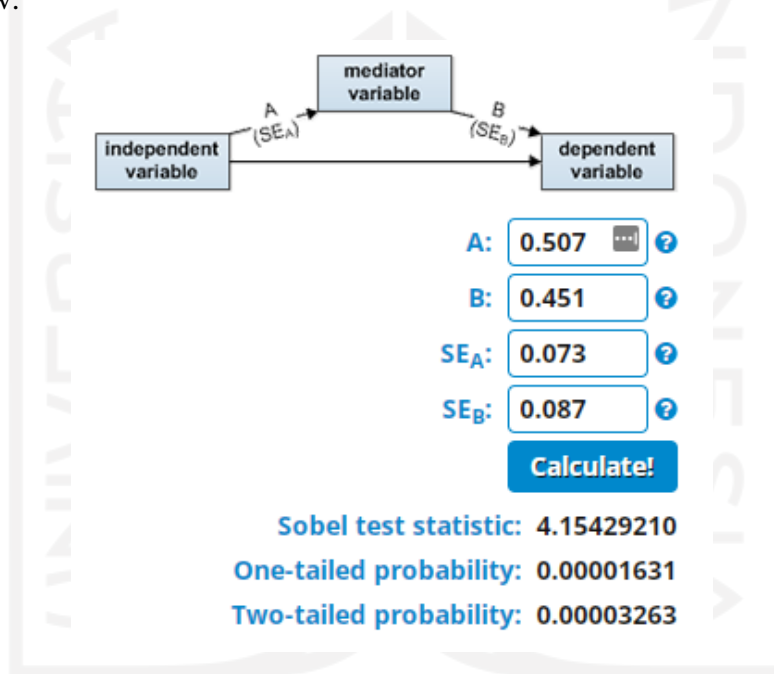 mediator
variable
A
(SEA)
B
(SEB)
independent
variable
dependent
variable
A: 0.507
B: 0.451
SEA: 0.073
SEB: 0.087
Calculate!
Sobel test statistic: 4.15429210
One-tailed probability: 0.00001631
Two-tailed probability: 0.00003263